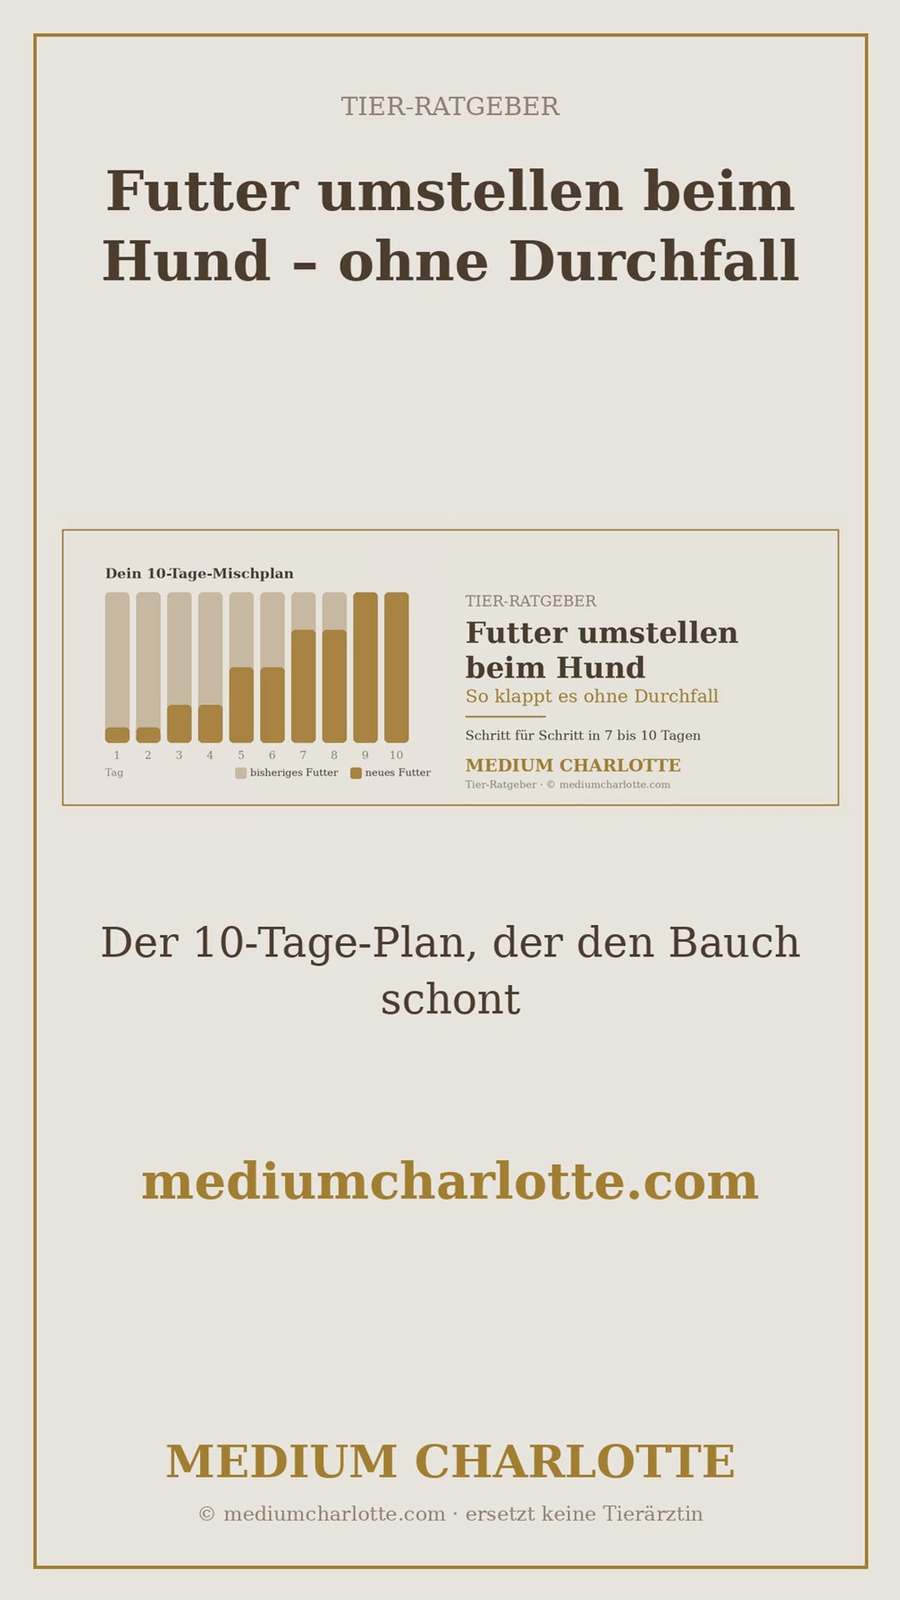 TIER-RATGEBER
Futter umstellen beim
Hund – ohne Durchfall
Dein 10-Tage-Mischplan
1 2 3 4 5 6 7 8 9 10
Tag
bisheriges Futter
neues Futter
TIER-RATGEBER
Futter umstellen
beim Hund
So klappt es ohne Durchfall
Schritt für Schritt in 7 bis 10 Tagen
MEDIUM CHARLOTTE
Tier-Ratgeber · © mediumcharlotte.com
Der 10-Tage-Plan, der den Bauch
schont
mediumcharlotte.com
MEDIUM CHARLOTTE
© mediumcharlotte.com · ersetzt keine Tierärztin